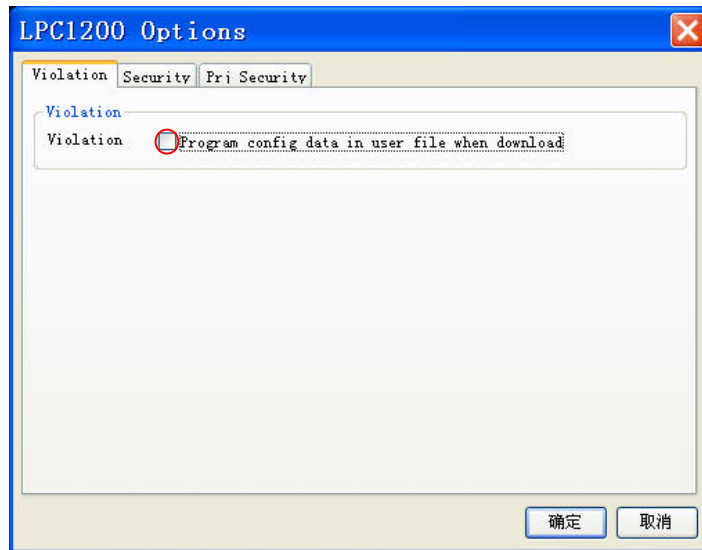 LPC1200 Options
Violation Security Prj Security
Violation
Violation Program config data in user file when download
确定 取消